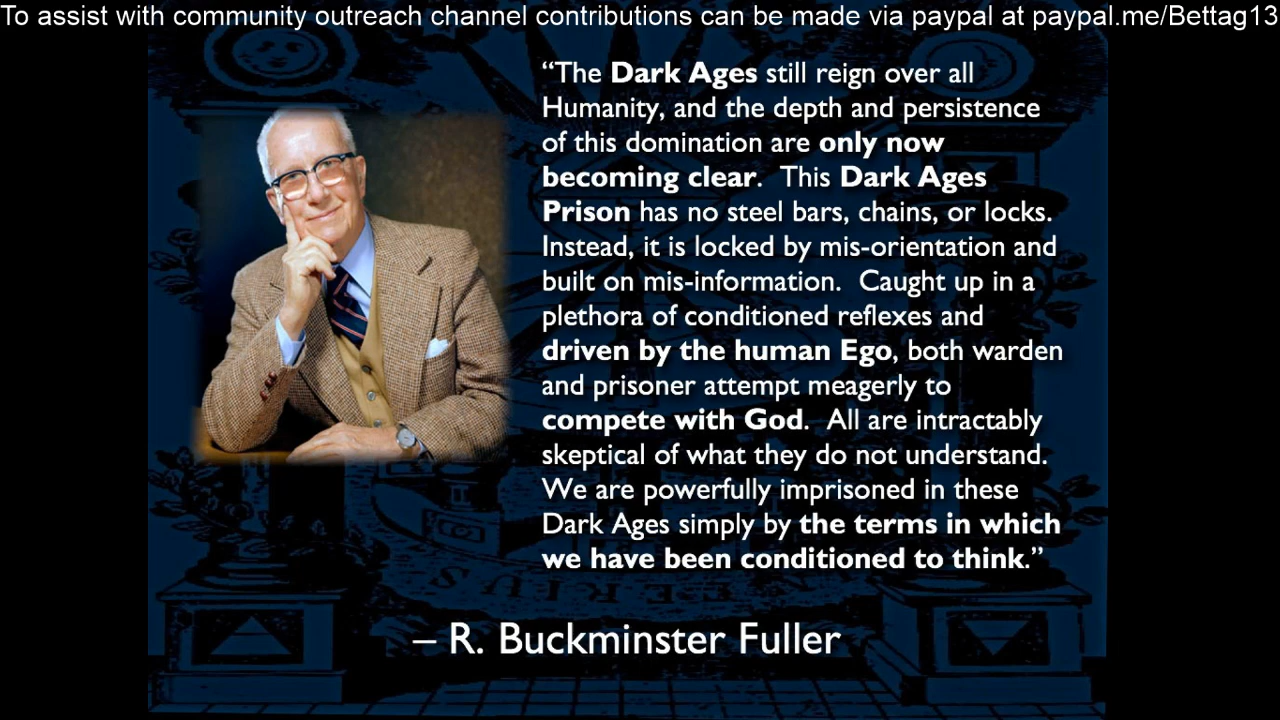 To assist with community outreach channel contributions can be made via paypal at paypal.me/Bettag13
“The Dark Ages still reign over all
Humanity, and the depth and persistence
of this domination are only now
becoming clear.  This Dark Ages
Prison has no steel bars, chains, or locks.
Instead, it is locked by mis-orientation and
built on mis-information.  Caught up in a
plethora of conditioned reflexes and
driven by the human Ego, both warden
and prisoner attempt meagerly to
compete with God.  All are intractably
skeptical of what they do not understand.
We are powerfully imprisoned in these
Dark Ages simply by the terms in which
we have been conditioned to think.”
– R. Buckminster Fuller